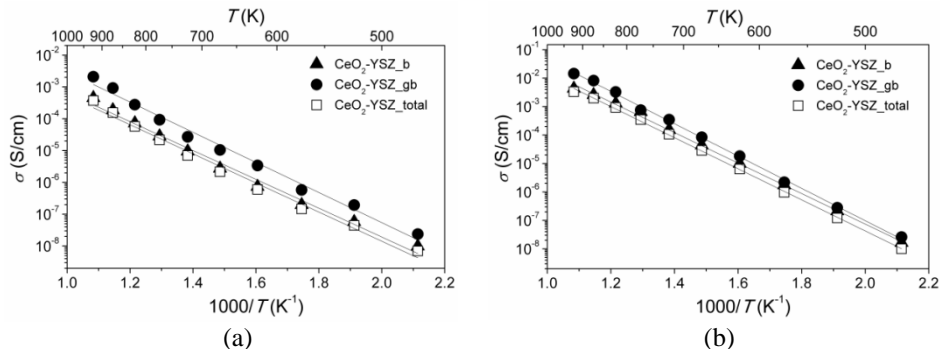 (a)
T (K)
1000 900 800 700 600 500
CeO2-YSZ_b
CeO2-YSZ_gb
CeO2-YSZ_total
σ (S/cm)
10^-2
10^-3
10^-4
10^-5
10^-6
10^-7
10^-8
1.0 1.2 1.4 1.6 1.8 2.0 2.2
1000/T (K^-1)
(b)
T (K)
1000 900 800 700 600 500
CeO2-YSZ_b
CeO2-YSZ_gb
CeO2-YSZ_total
σ (S/cm)
10^-1
10^-2
10^-3
10^-4
10^-5
10^-6
10^-7
10^-8
1.0 1.2 1.4 1.6 1.8 2.0 2.2
1000/T (K^-1)
(a)
(b)